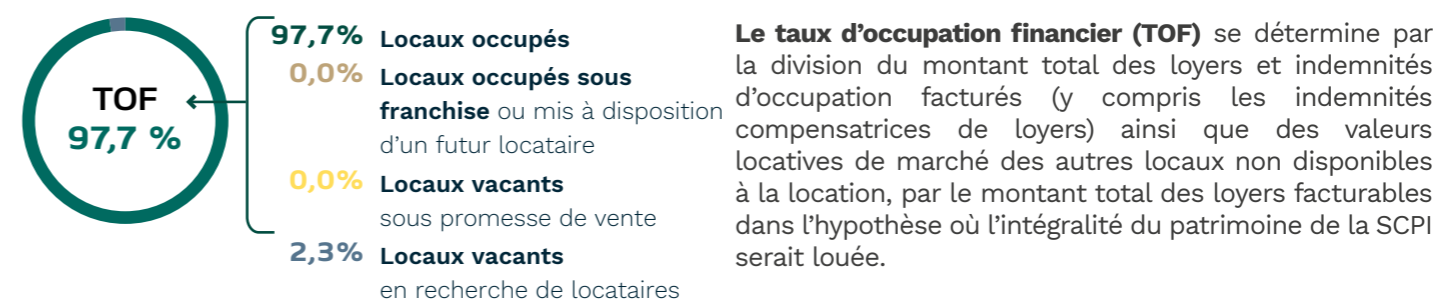 TOF
97,7 %
97,7% Locaux occupés
0,0% Locaux occupés sous
franchise ou mis à disposition
d'un futur locataire
0,0% Locaux vacants
sous promesse de vente
2,3% Locaux vacants
en recherche de locataires
Le taux d'occupation financier (TOF) se détermine par
la division du montant total des loyers et indemnités
d'occupation facturés (y compris les indemnités
compensatrices de loyers) ainsi que des valeurs
locatives de marché des autres locaux non disponibles
à la location, par le montant total des loyers facturables
dans l'hypothèse où l'intégralité du patrimoine de la SCPI
serait louée.